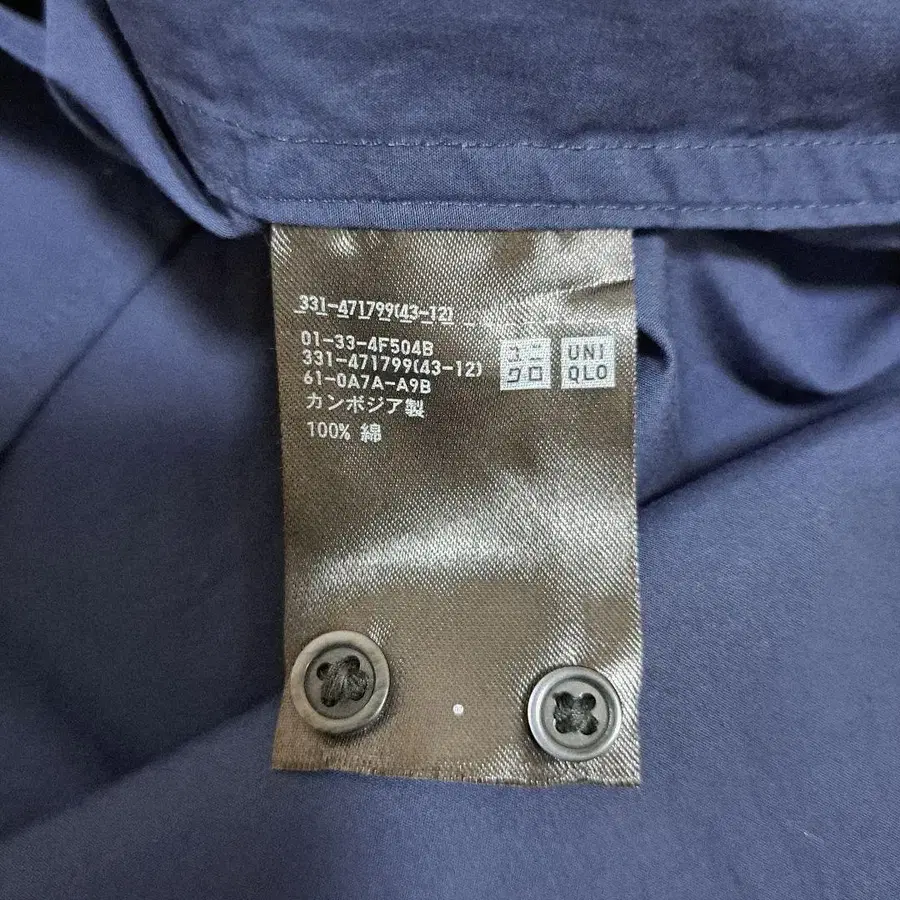 331-471799(43-12)
01-33-4F504B
331-471799(43-12)
61-0A7A-A9B
カンボジア製
100% 綿
ユニ
クロ
UNI
QLO